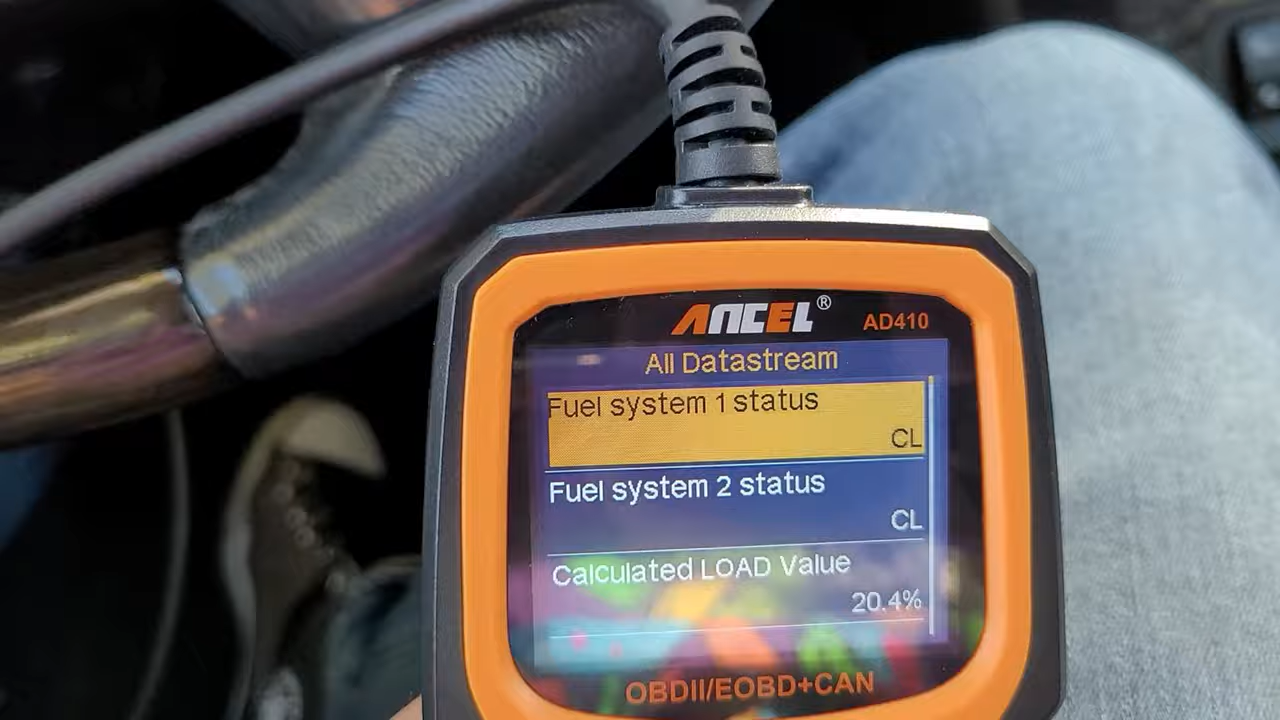 ANCEL®
AD410
All Datastream
Fuel system 1 status
CL
Fuel system 2 status
CL
Calculated LOAD Value
20.4%
OBDII/EOBD+CAN